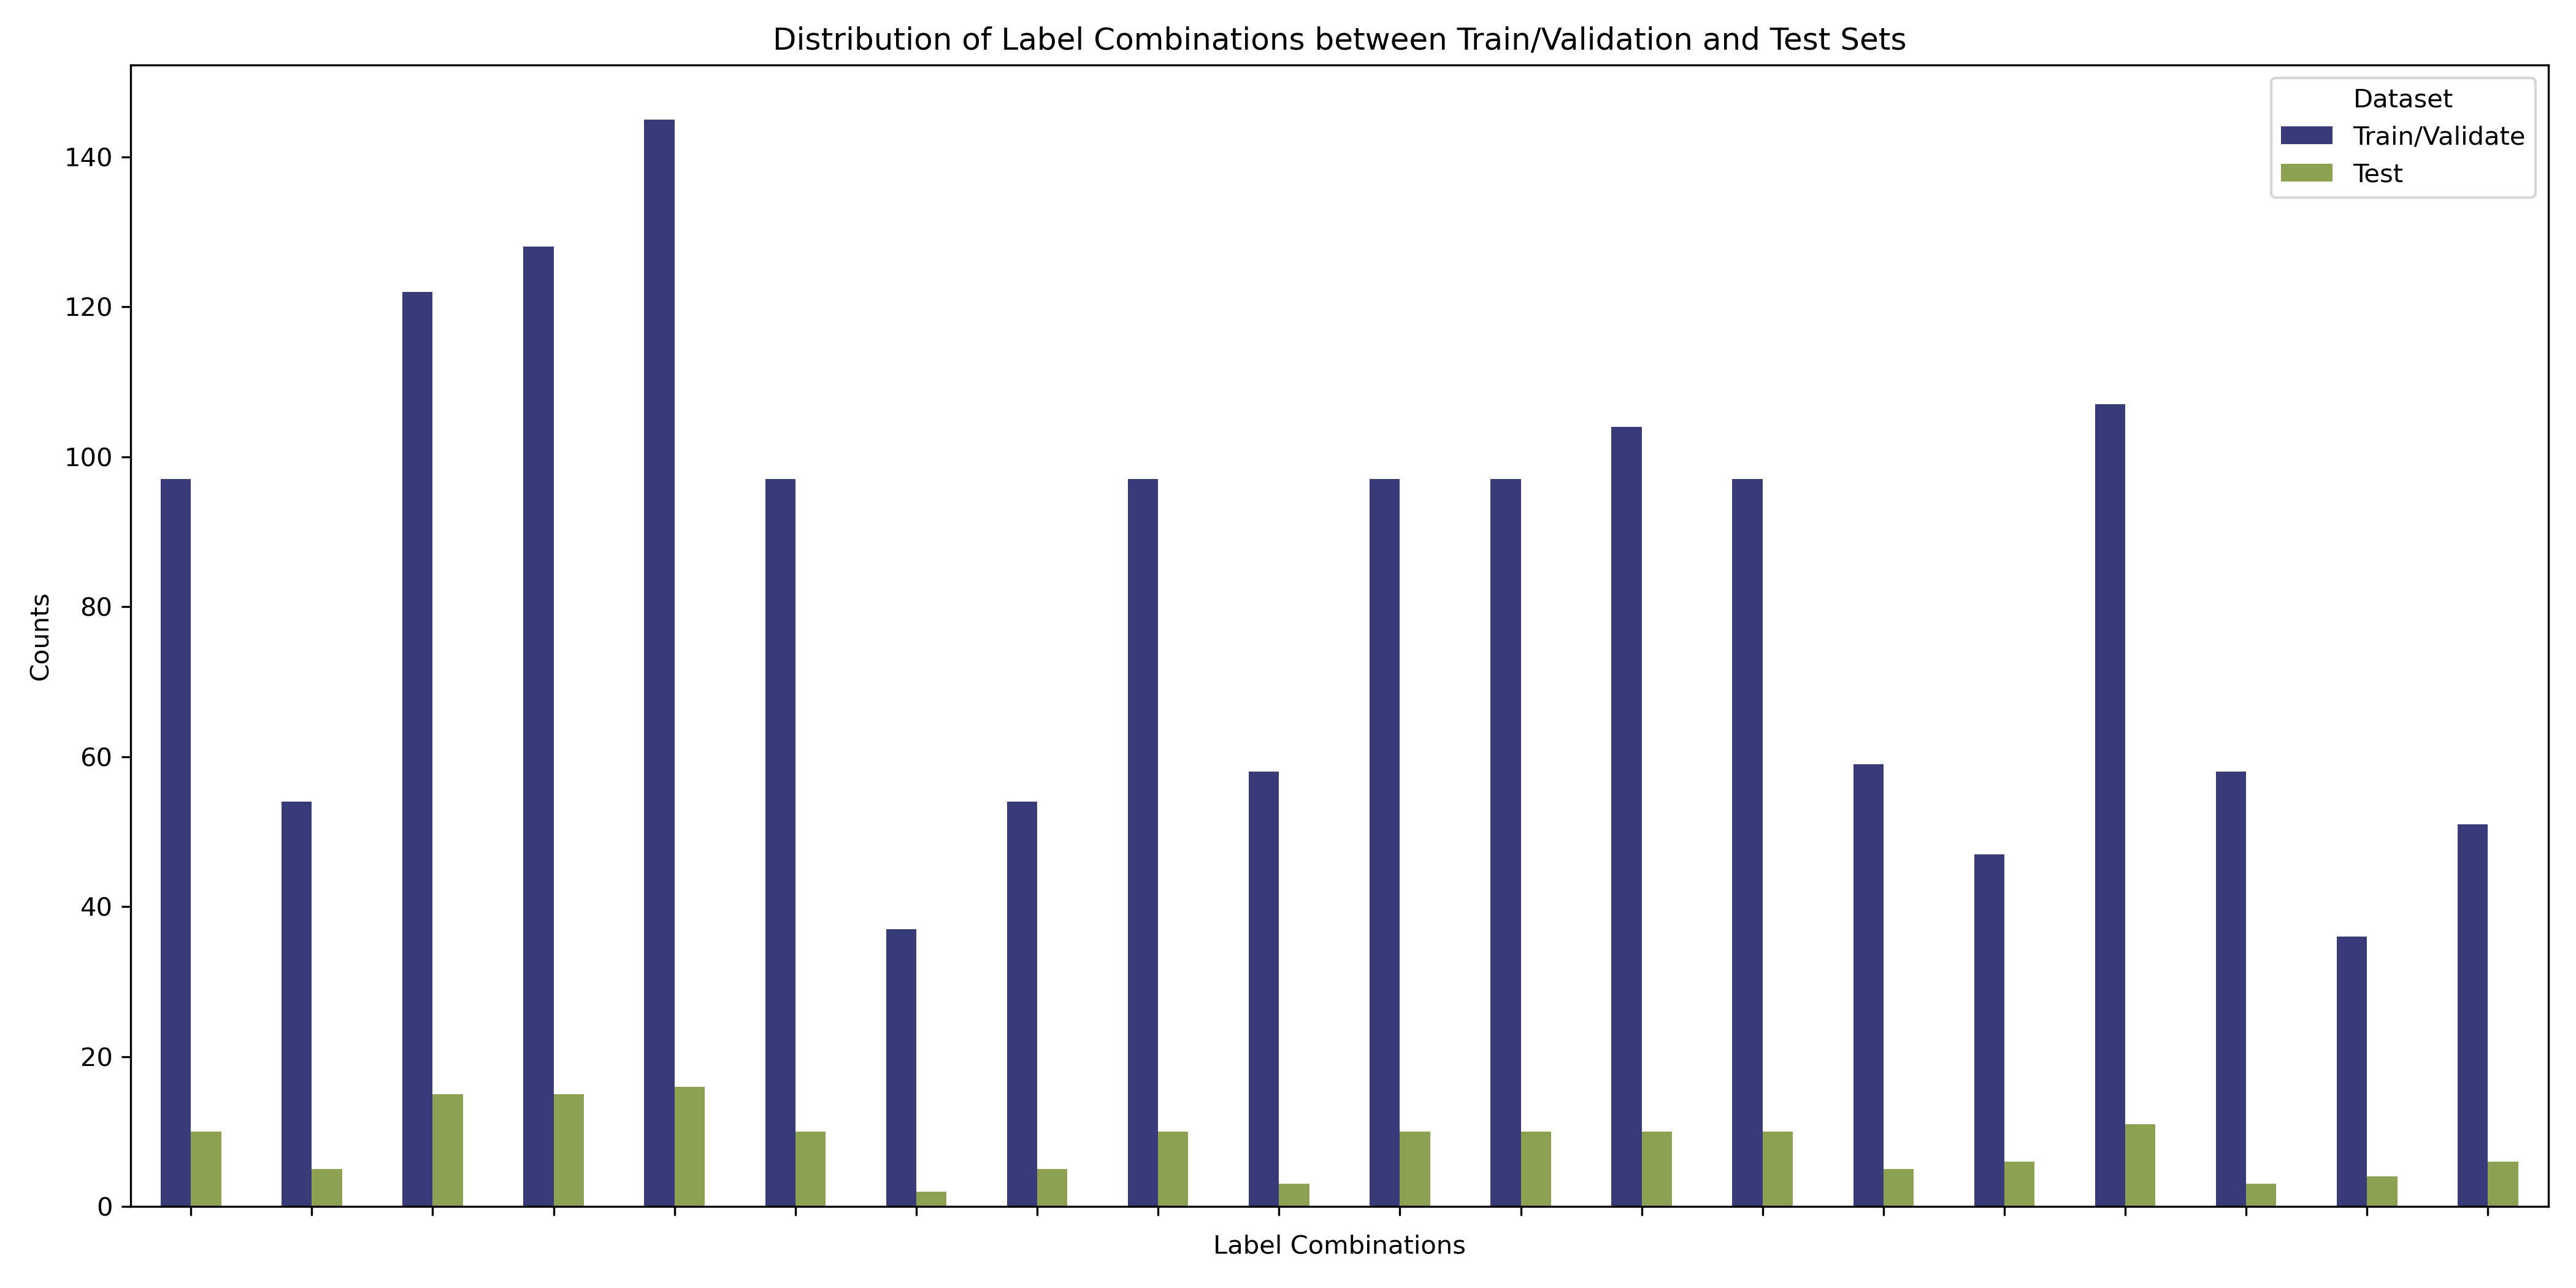 Distribution of Label Combinations between Train/Validation and Test Sets
Dataset
Train/Validate
Test
140
120
100
80
60
40
20
0
Counts
Label Combinations